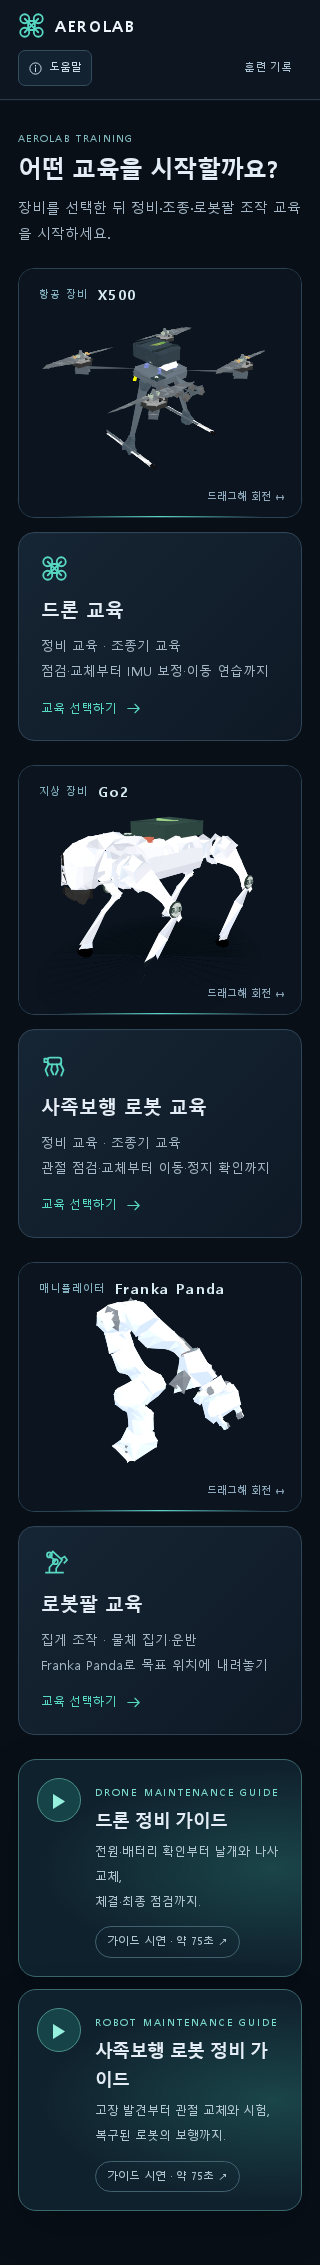 AEROLAB
도움말
훈련 기록
AEROLAB TRAINING
어떤 교육을 시작할까요?
장비를 선택한 뒤 정비·조종·로봇팔 조작 교육
을 시작하세요.
항공 장비 X500
드래그해 회전 ↔
드론 교육
정비 교육 · 조종기 교육
점검·교체부터 IMU 보정·이동 연습까지
교육 선택하기 →
지상 장비 Go2
드래그해 회전 ↔
사족보행 로봇 교육
정비 교육 · 조종기 교육
관절 점검·교체부터 이동·정지 확인까지
교육 선택하기 →
매니퓰레이터 Franka Panda
드래그해 회전 ↔
로봇팔 교육
집게 조작 · 물체 집기·운반
Franka Panda로 목표 위치에 내려놓기
교육 선택하기 →
DRONE MAINTENANCE GUIDE
드론 정비 가이드
전원·배터리 확인부터 날개와 나사
교체,
체결·최종 점검까지.
가이드 시연 · 약 75초 ↗
ROBOT MAINTENANCE GUIDE
사족보행 로봇 정비 가
이드
고장 발견부터 관절 교체와 시험,
복구된 로봇의 보행까지.
가이드 시연 · 약 75초 ↗